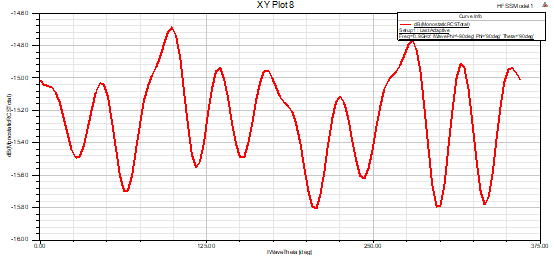 XY Plot 8
HFSSModel1
Curve Info
dB(MonostaticRCSTotal)
Setup1 : LastAdaptive
-1460
-1480
-1500
-1520
-1540
-1560
-1580
-1600
dB(MonostaticRCSTotal)
0.00
125.00
250.00
375.00
IWaveTheta [deg]